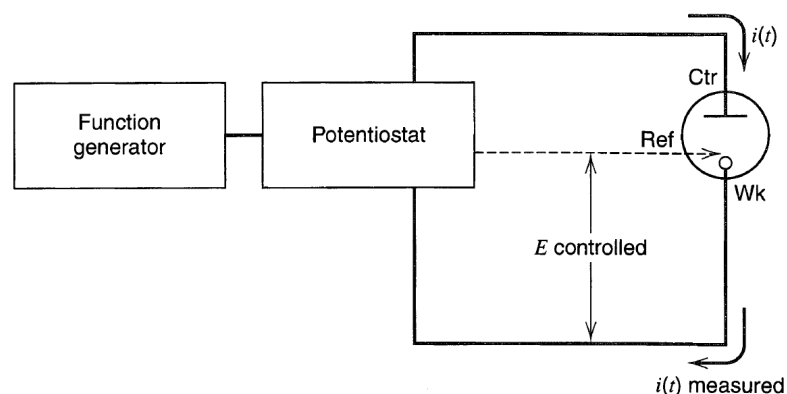 i(t)
Ctr
Function
generator
Potentiostat
Ref
Wk
E controlled
i(t) measured